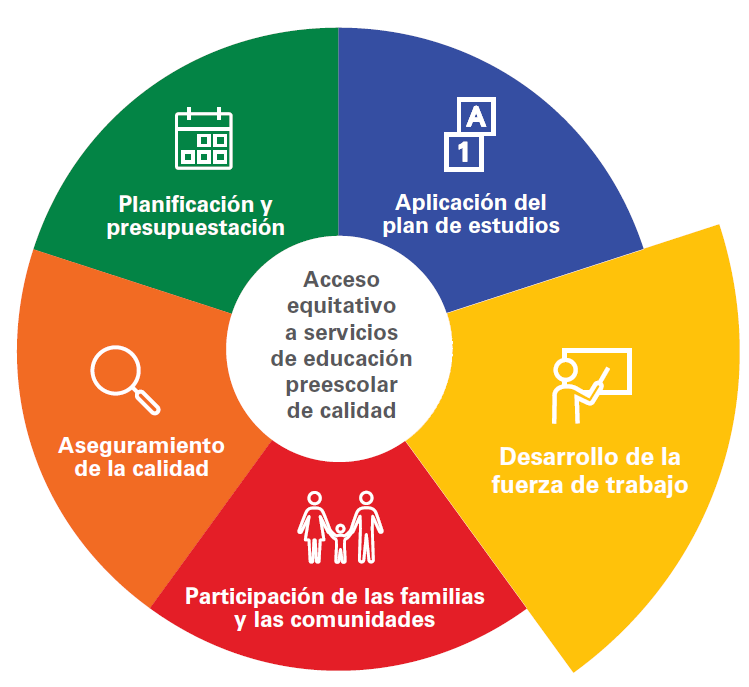 Planificación y
presupuestación
A
1
Aplicación del
plan de estudios
Acceso
equitativo
a servicios
de educación
preescolar
de calidad
Desarrollo de la
fuerza de trabajo
Aseguramiento
de la calidad
Participación de las familias
y las comunidades